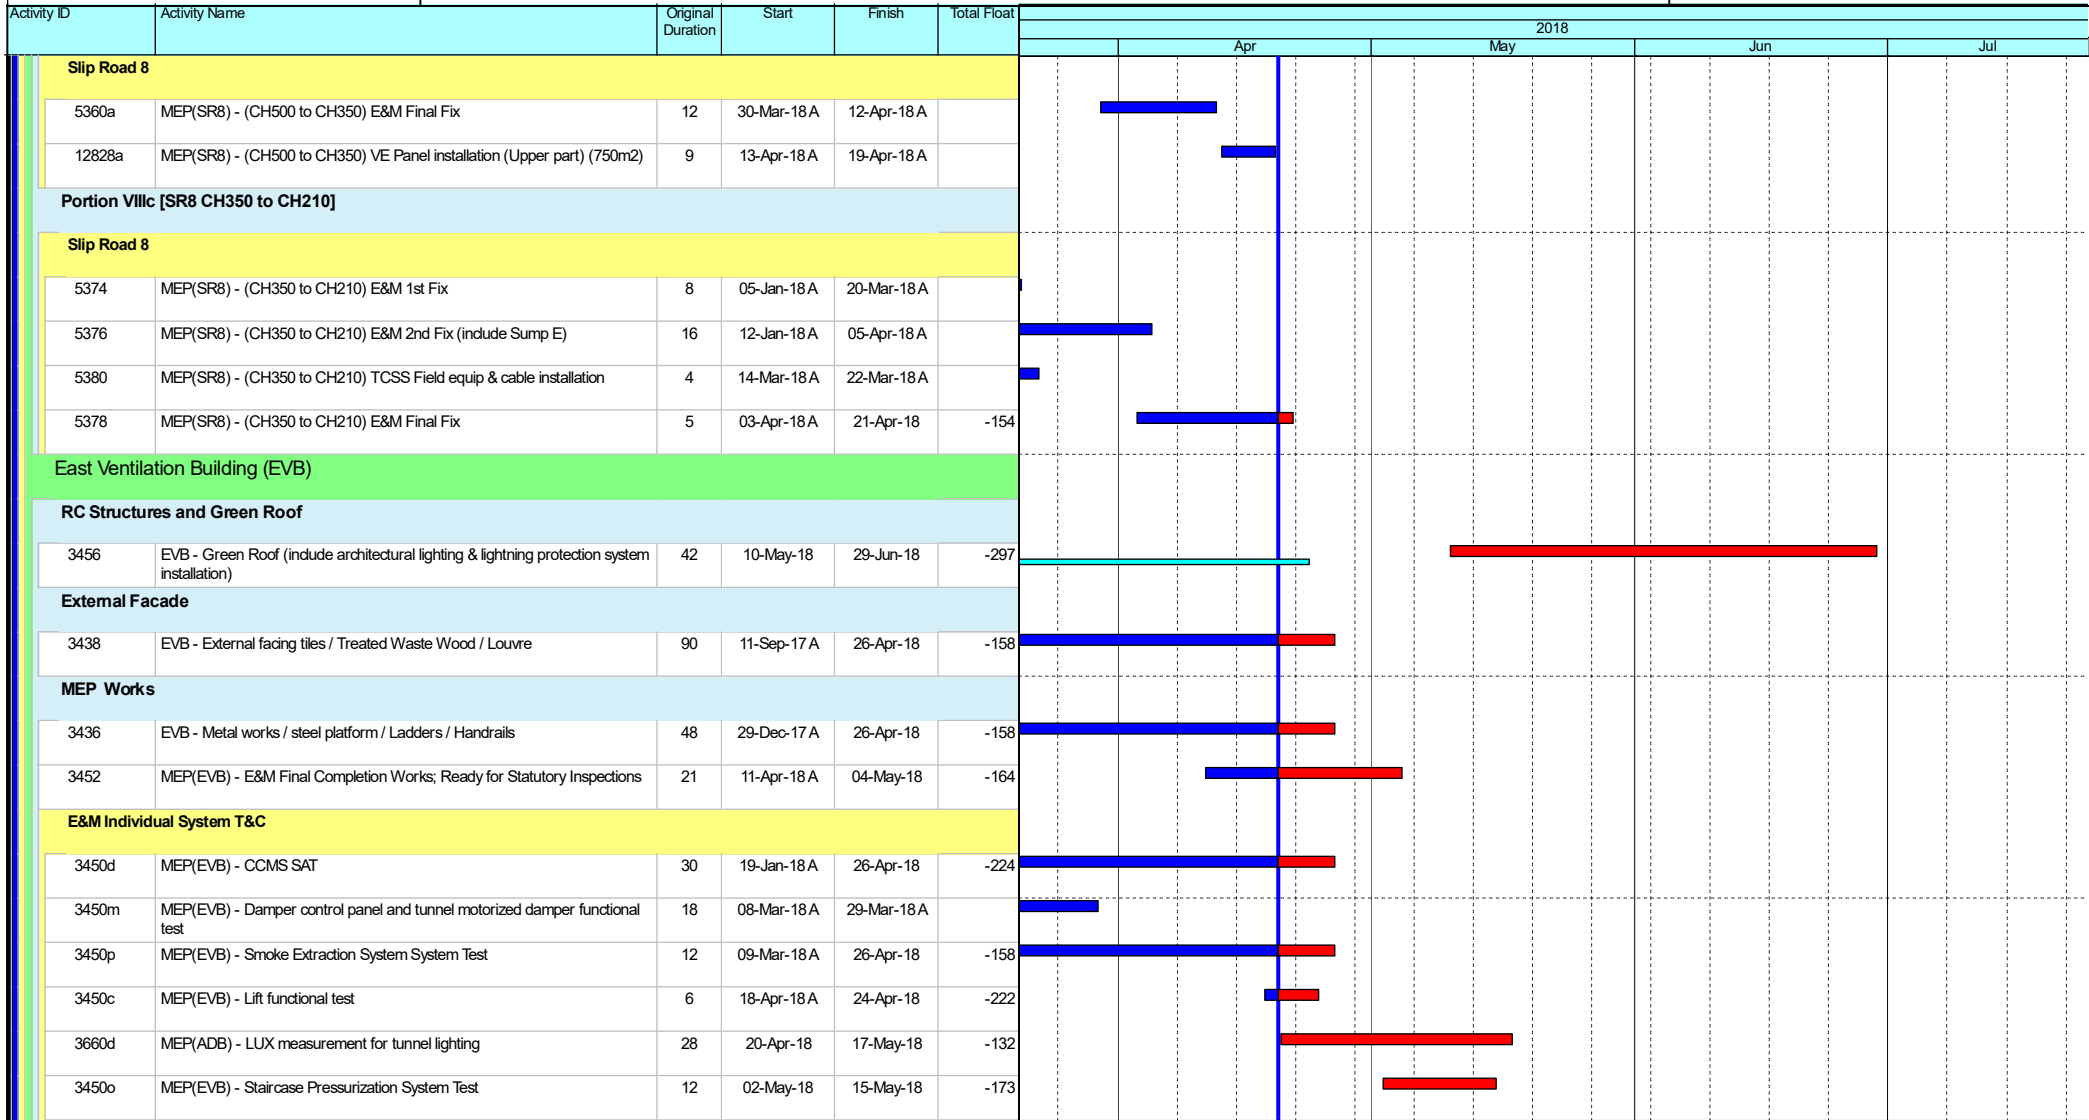 Activity ID Activity Name Original Duration Start Finish Total Float
2018
Apr May Jun Jul
Slip Road 8
5360a MEP(SR8) - (CH500 to CH350) E&M Final Fix 12 30-Mar-18 A 12-Apr-18 A
12828a MEP(SR8) - (CH500 to CH350) VE Panel installation (Upper part) (750m2) 9 13-Apr-18 A 19-Apr-18 A
Portion VIIIc [SR8 CH350 to CH210]
Slip Road 8
5374 MEP(SR8) - (CH350 to CH210) E&M 1st Fix 8 05-Jan-18 A 20-Mar-18 A
5376 MEP(SR8) - (CH350 to CH210) E&M 2nd Fix (include Sump E) 16 12-Jan-18 A 05-Apr-18 A
5380 MEP(SR8) - (CH350 to CH210) TCSS Field equip & cable installation 4 14-Mar-18 A 22-Mar-18 A
5378 MEP(SR8) - (CH350 to CH210) E&M Final Fix 5 03-Apr-18 A 21-Apr-18 -154
East Ventilation Building (EVB)
RC Structures and Green Roof
3456 EVB - Green Roof (include architectural lighting & lightning protection system 42 10-May-18 29-Jun-18 -297
installation)
External Facade
3438 EVB - External facing tiles / Treated Waste Wood / Louvre 90 11-Sep-17 A 26-Apr-18 -158
MEP Works
3436 EVB - Metal works / steel platform / Ladders / Handrails 48 29-Dec-17 A 26-Apr-18 -158
3452 MEP(EVB) - E&M Final Completion Works; Ready for Statutory Inspections 21 11-Apr-18 A 04-May-18 -164
E&M Individual System T&C
3450d MEP(EVB) - CCMS SAT 30 19-Jan-18 A 26-Apr-18 -224
3450m MEP(EVB) - Damper control panel and tunnel motorized damper functional 18 08-Mar-18 A 29-Mar-18 A
test
3450p MEP(EVB) - Smoke Extraction System System Test 12 09-Mar-18 A 26-Apr-18 -158
3450c MEP(EVB) - Lift functional test 6 18-Apr-18 A 24-Apr-18 -222
3660d MEP(ADB) - LUX measurement for tunnel lighting 28 20-Apr-18 17-May-18 -132
3450o MEP(EVB) - Staircase Pressurization System Test 12 02-May-18 15-May-18 -173